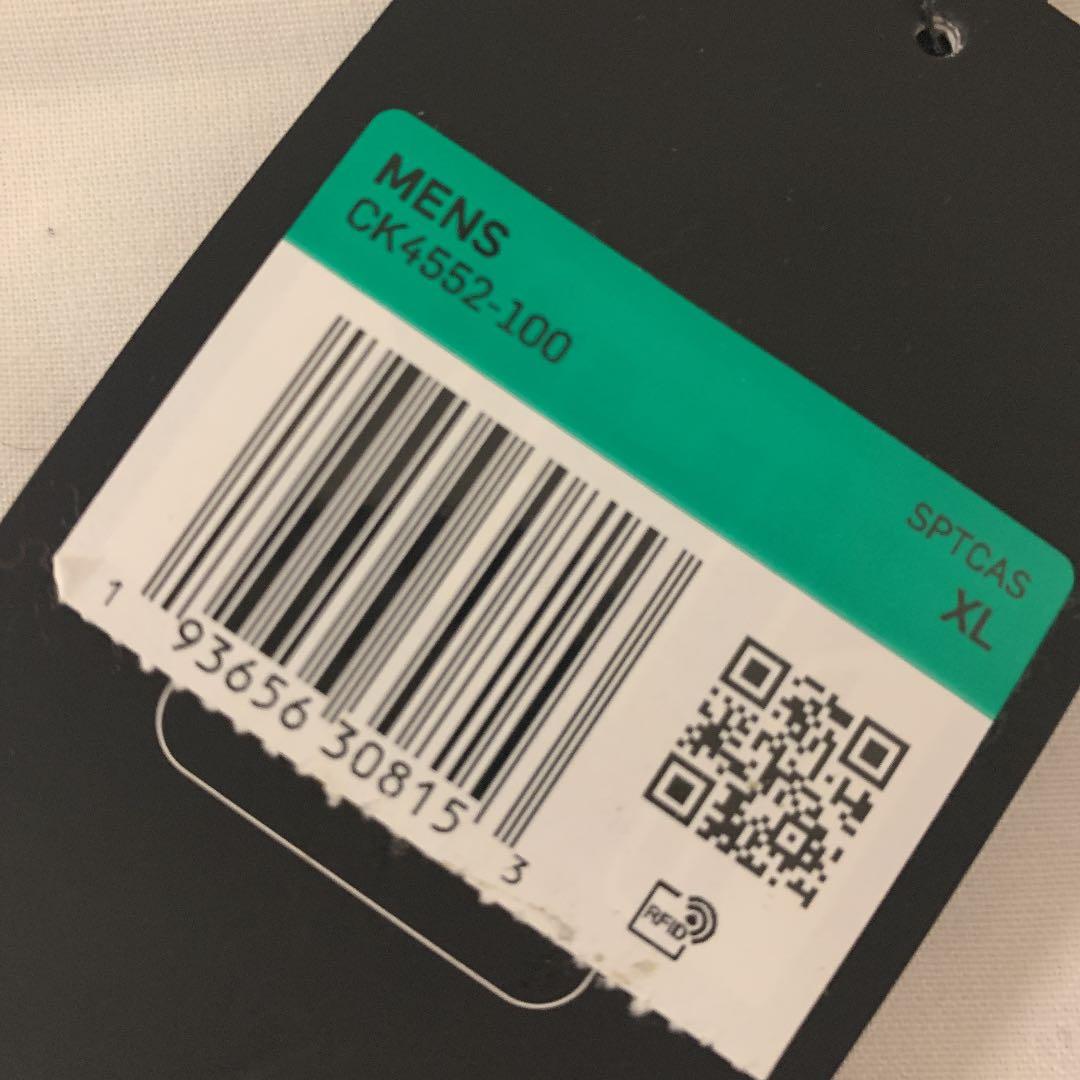 MENS
CK4552-100
SPTCAS
XL
1 93656 30815 3
RFID